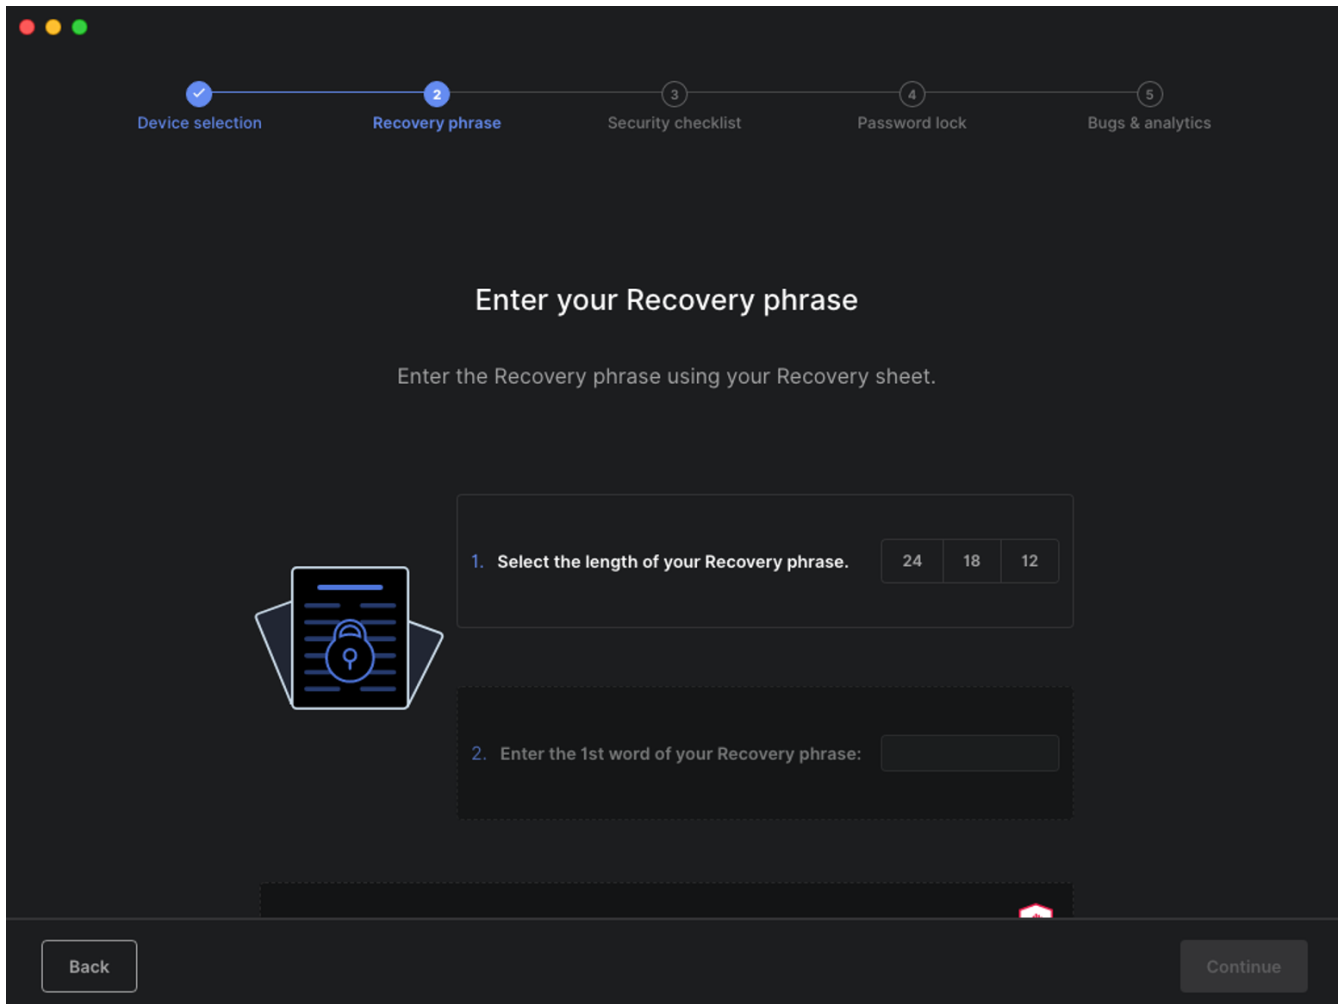 2 3 4 5
Device selection Recovery phrase Security checklist Password lock Bugs & analytics
Enter your Recovery phrase
Enter the Recovery phrase using your Recovery sheet.
1. Select the length of your Recovery phrase. 24 18 12
2. Enter the 1st word of your Recovery phrase:
Back Continue